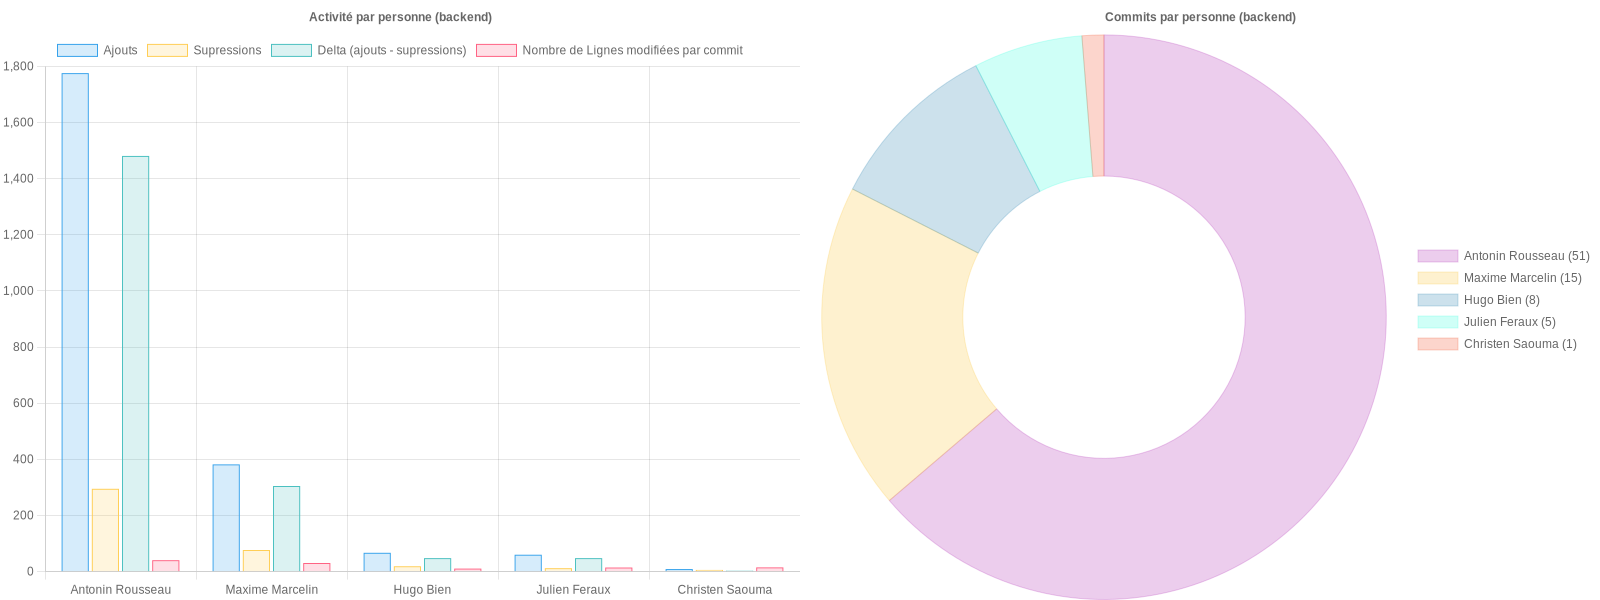 Activité par personne (backend)
Ajouts Supressions Delta (ajouts - supressions) Nombre de Lignes modifiées par commit
1,800
1,600
1,400
1,200
1,000
800
600
400
200
0
Antonin Rousseau Maxime Marcelin Hugo Bien Julien Feraux Christen Saouma
Commits par personne (backend)
Antonin Rousseau (51)
Maxime Marcelin (15)
Hugo Bien (8)
Julien Feraux (5)
Christen Saouma (1)